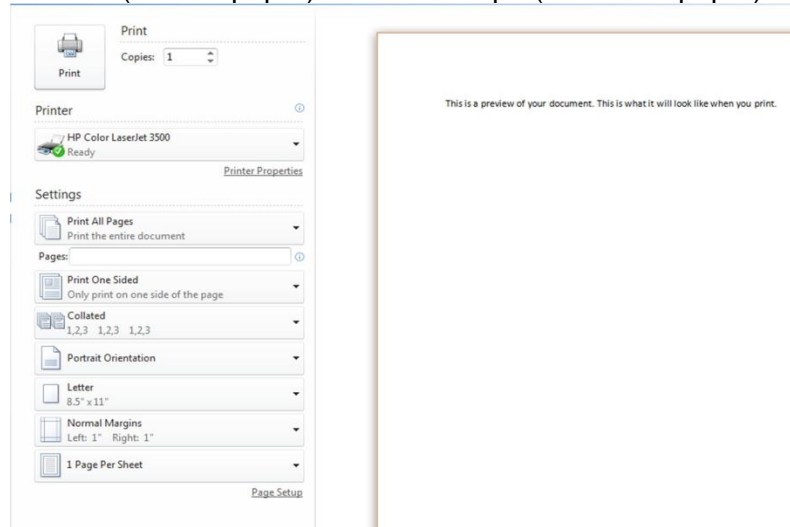 Print
Copies: 1
Print
Printer
HP Color LaserJet 3500
Ready
Printer Properties
Settings
Print All Pages
Print the entire document
Pages:
Print One Sided
Only print on one side of the page
Collated
1,2,3 1,2,3 1,2,3
Portrait Orientation
Letter
8.5" x 11"
Normal Margins
Left: 1" Right: 1"
1 Page Per Sheet
Page Setup
This is a preview of your document. This is what it will look like when you print.